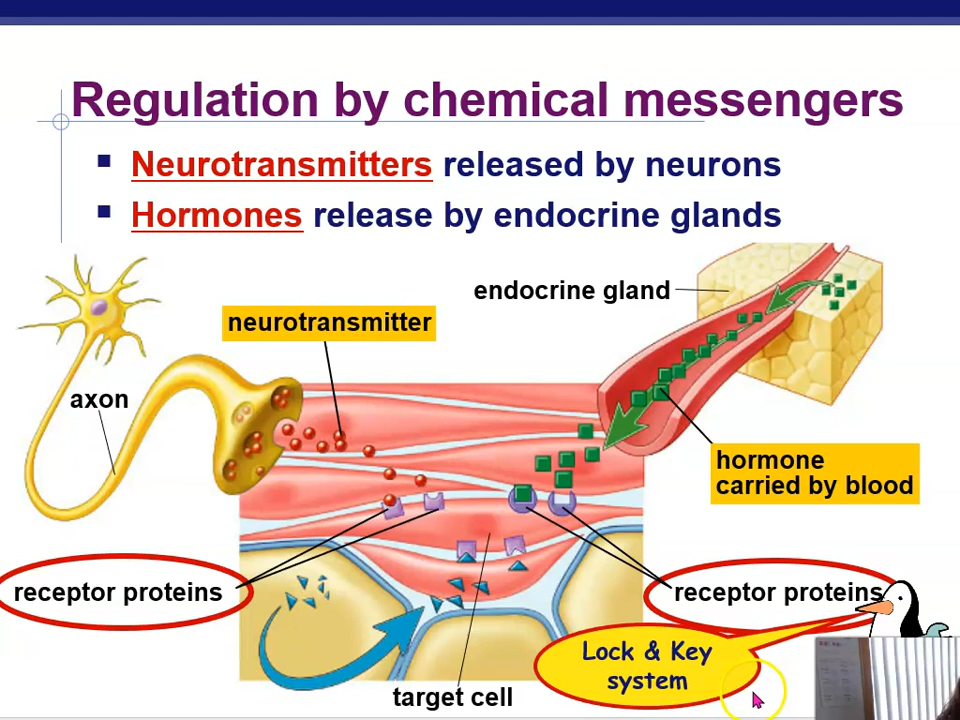 Regulation by chemical messengers
Neurotransmitters released by neurons
Hormones release by endocrine glands
endocrine gland
neurotransmitter
axon
hormone
carried by blood
receptor proteins
receptor proteins
Lock & Key
system
target cell